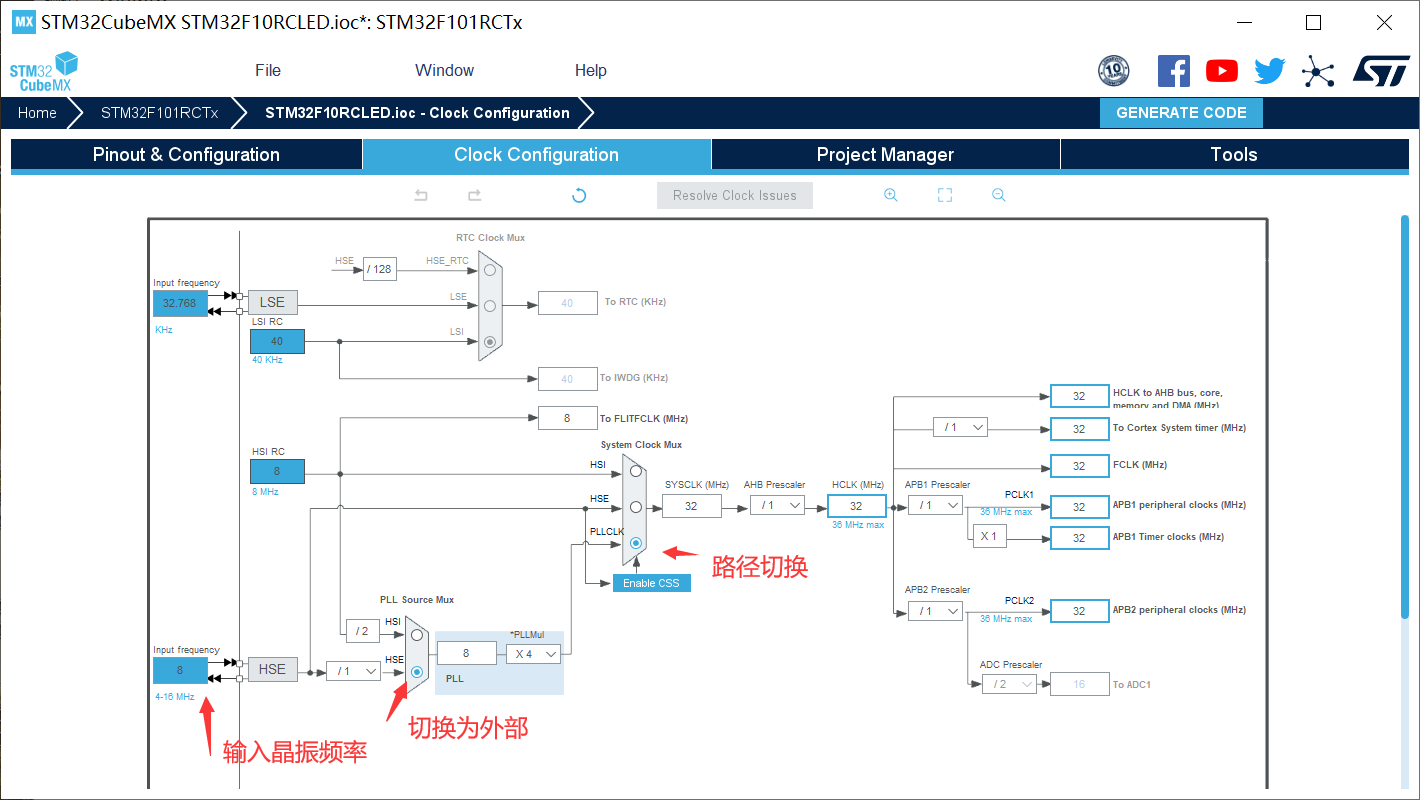 MX STM32CubeMX STM32F10RCLED.ioc*: STM32F101RCTx
STM32
CubeMX
File Window Help
10
YEARS
ST
Home STM32F101RCTx STM32F10RCLED.ioc - Clock Configuration GENERATE CODE
Pinout & Configuration Clock Configuration Project Manager Tools
Resolve Clock Issues
RTC Clock Mux
HSE / 128 HSE_RTC
Input frequency
32.768 LSE LSE 40 To RTC (KHz)
KHz
LSI RC
40 LSI
40 KHz
40 To IWDG (KHz)
8 To FLITFCLK (MHz)
System Clock Mux
HSI RC
8 HSI
8 MHz
HSE
PLLCLK
Enable CSS
路径切换
SYSCLK (MHz) AHB Prescaler HCLK (MHz) APB1 Prescaler
32 / 1 32 / 1
36 MHz max
32 HCLK to AHB bus, core,
memory and DMA (MHz)
/ 1 32 To Cortex System timer (MHz)
32 FCLK (MHz)
PCLK1
36 MHz max 32 APB1 peripheral clocks (MHz)
X 1 32 APB1 Timer clocks (MHz)
APB2 Prescaler
/ 1 PCLK2
36 MHz max 32 APB2 peripheral clocks (MHz)
ADC Prescaler
/ 2 16 To ADC1
PLL Source Mux
/ 2 HSI
*PLLMul
8 X 4
PLL
Input frequency
8 HSE / 1 HSE
4-16 MHz
切换为外部
输入晶振频率